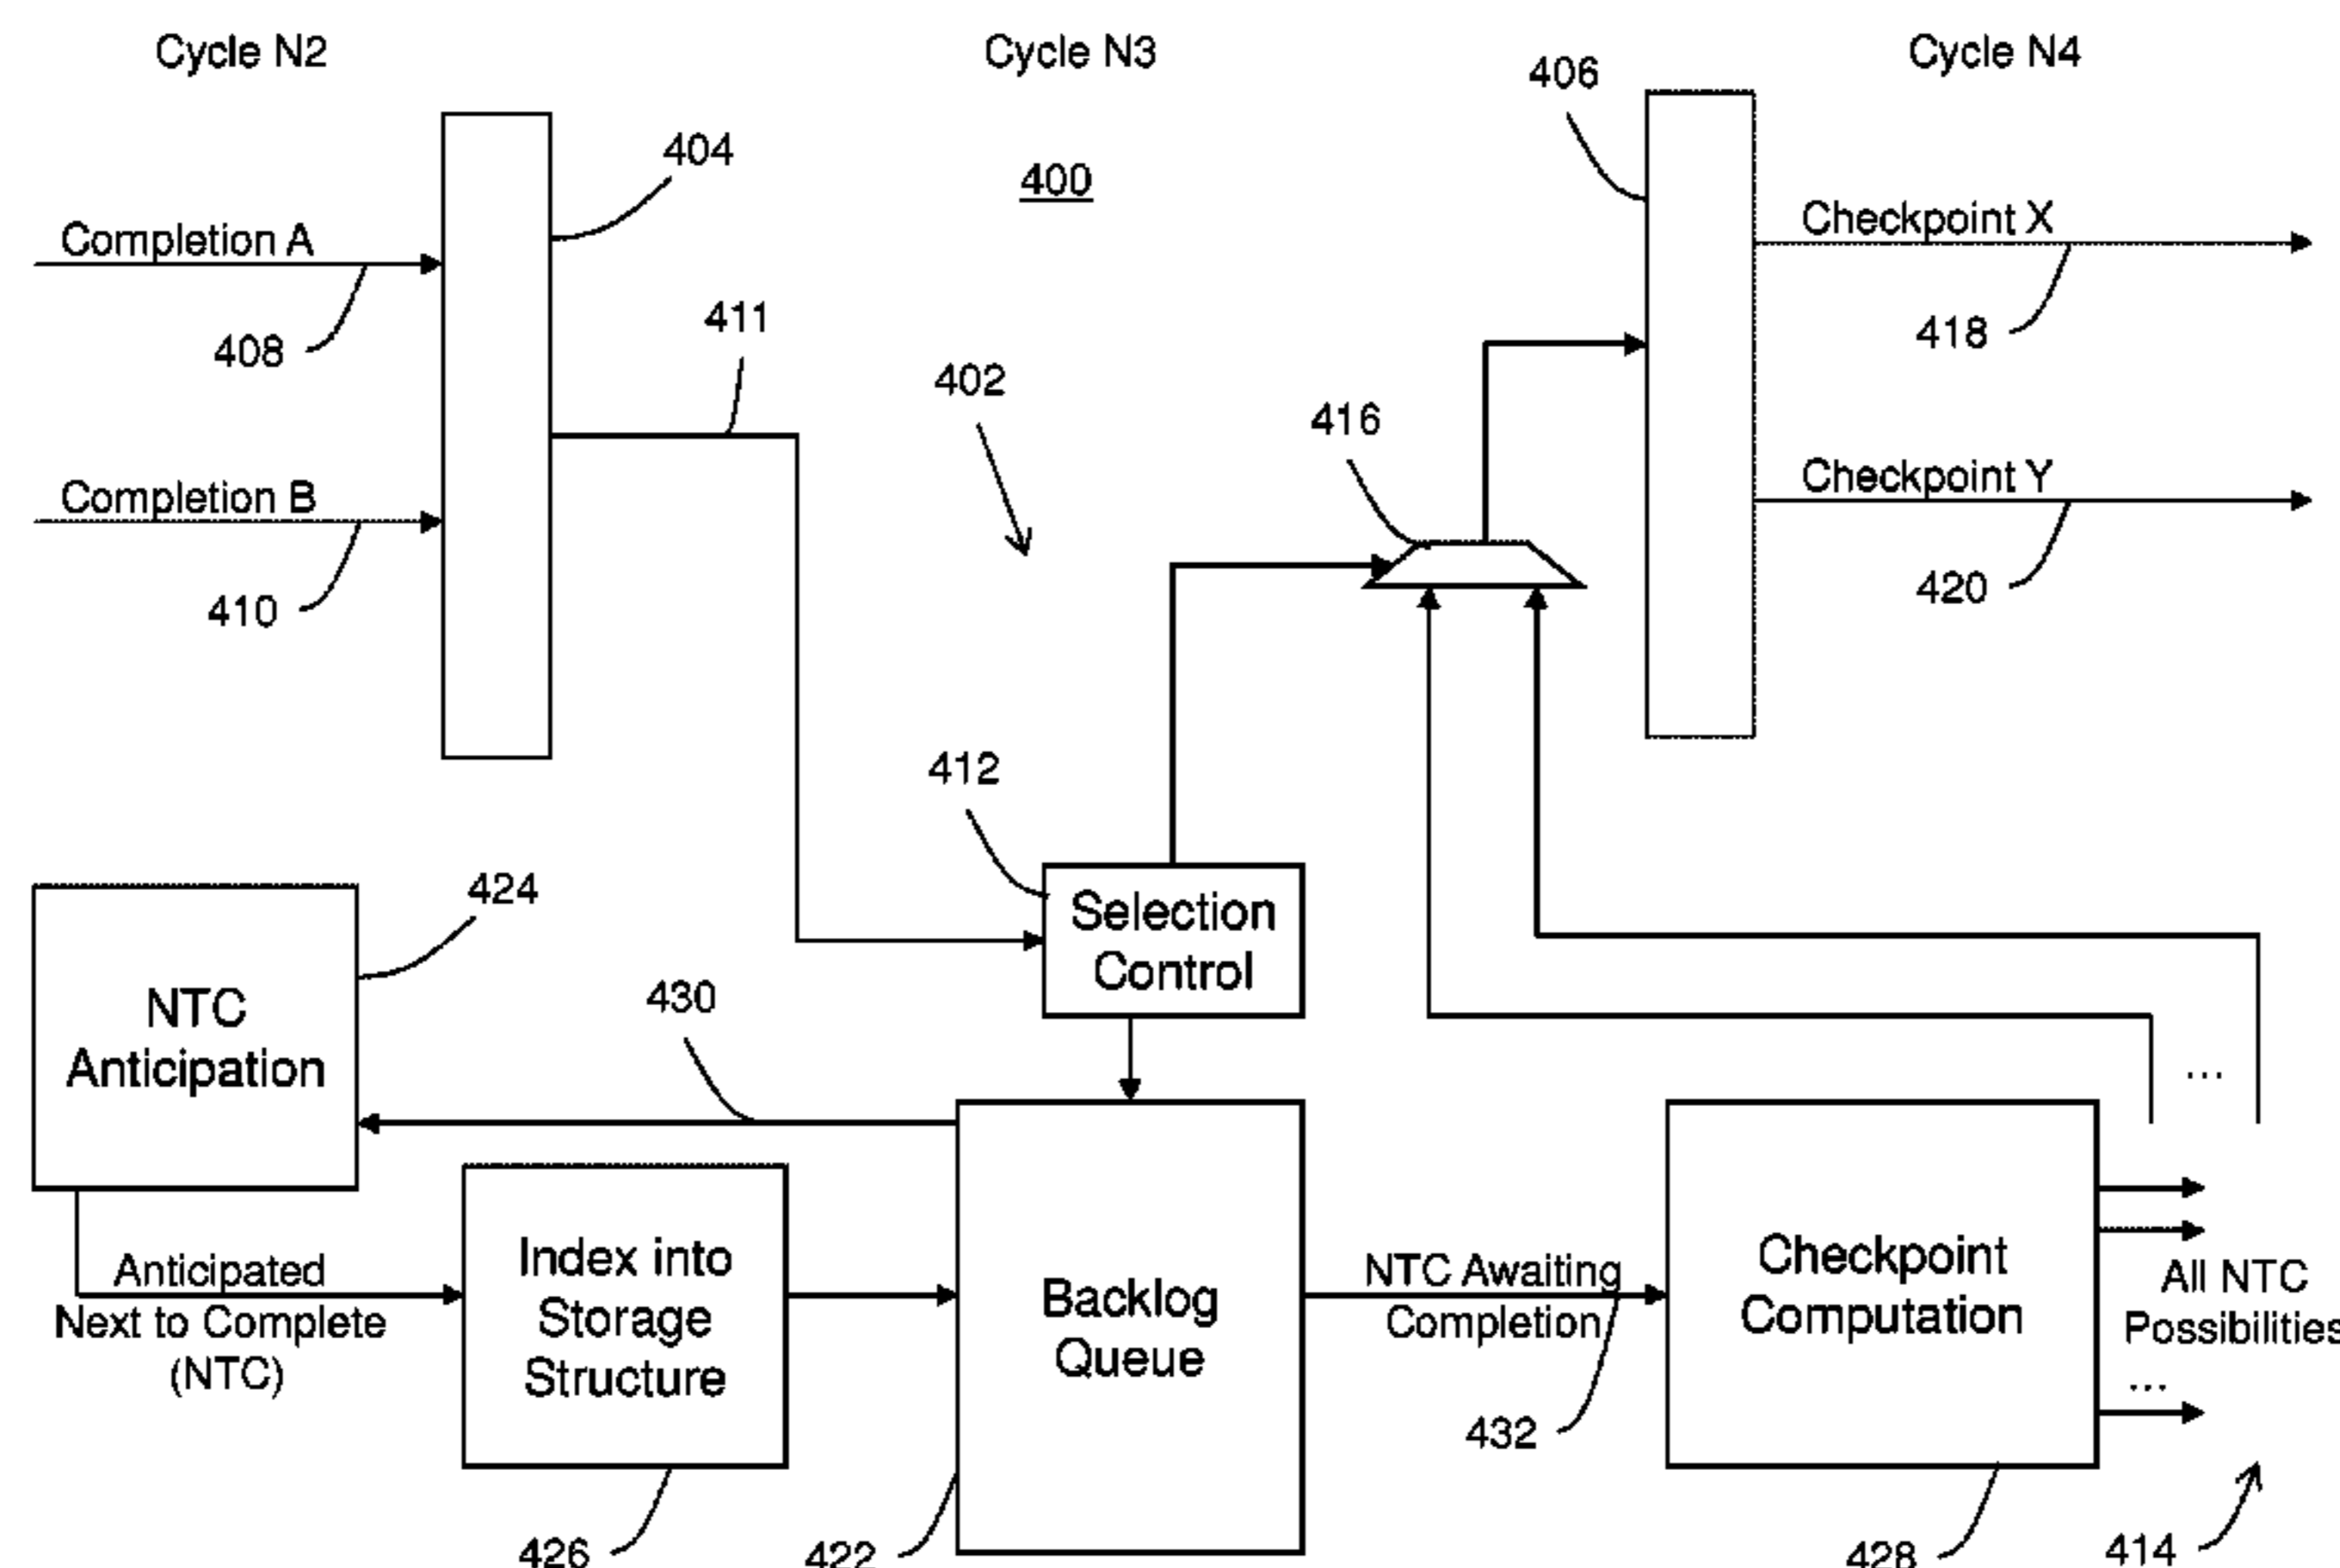 Cycle N2
Cycle N3
Cycle N4
406
404
400
Completion A
Checkpoint X
408
411
418
402
416
Completion B
Checkpoint Y
410
420
412
424
Selection
Control
NTC
Anticipation
430
...
Anticipated
Next to Complete
(NTC)
Index into
Storage
Structure
Backlog
Queue
NTC Awaiting
Completion
Checkpoint
Computation
All NTC
Possibilities
...
432
426
422
428
414